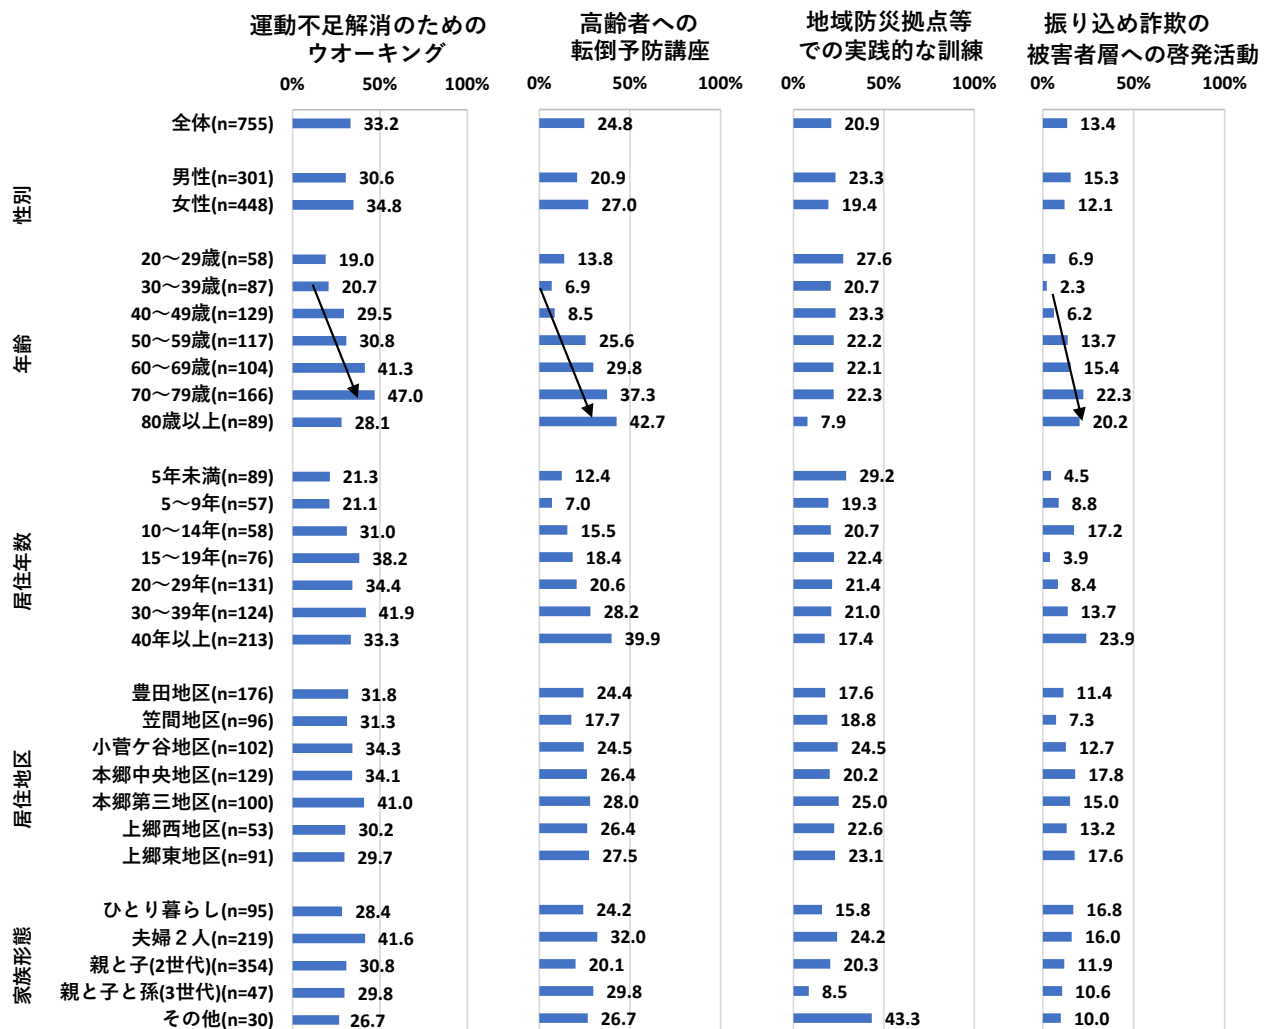 運動不足解消のための
ウオーキング
高齢者への
転倒予防講座
地域防災拠点等
での実践的な訓練
振り込め詐欺の
被害者層への啓発活動
0% 50% 100% 0% 50% 100% 0% 50% 100% 0% 50% 100%
全体(n=755) 33.2 24.8 20.9 13.4
性別
男性(n=301) 30.6 20.9 23.3 15.3
女性(n=448) 34.8 27.0 19.4 12.1
年齢
20～29歳(n=58) 19.0 13.8 27.6 6.9
30～39歳(n=87) 20.7 6.9 20.7 2.3
40～49歳(n=129) 29.5 8.5 23.3 6.2
50～59歳(n=117) 30.8 25.6 22.2 13.7
60～69歳(n=104) 41.3 29.8 22.1 15.4
70～79歳(n=166) 47.0 37.3 22.3 22.3
80歳以上(n=89) 28.1 42.7 7.9 20.2
居住年数
5年未満(n=89) 21.3 12.4 29.2 4.5
5～9年(n=57) 21.1 7.0 19.3 8.8
10～14年(n=58) 31.0 15.5 20.7 17.2
15～19年(n=76) 38.2 18.4 22.4 3.9
20～29年(n=131) 34.4 20.6 21.4 8.4
30～39年(n=124) 41.9 28.2 21.0 13.7
40年以上(n=213) 33.3 39.9 17.4 23.9
居住地区
豊田地区(n=176) 31.8 24.4 17.6 11.4
笠間地区(n=96) 31.3 17.7 18.8 7.3
小菅ケ谷地区(n=102) 34.3 24.5 24.5 12.7
本郷中央地区(n=129) 34.1 26.4 20.2 17.8
本郷第三地区(n=100) 41.0 28.0 25.0 15.0
上郷西地区(n=53) 30.2 26.4 22.6 13.2
上郷東地区(n=91) 29.7 27.5 23.1 17.6
家族形態
ひとり暮らし(n=95) 28.4 24.2 15.8 16.8
夫婦２人(n=219) 41.6 32.0 24.2 16.0
親と子(2世代)(n=354) 30.8 20.1 20.3 11.9
親と子と孫(3世代)(n=47) 29.8 29.8 8.5 10.6
その他(n=30) 26.7 26.7 43.3 10.0